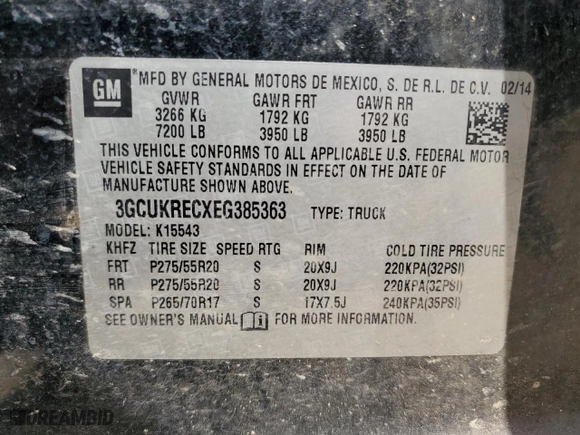 GM
*MFD BY GENERAL MOTORS DE MEXICO, S. DE R.L. DE C.V. 02/14
GVWR GAWR FRT GAWR RR
3266 KG 1792 KG 1792 KG
7200 LB 3950 LB 3950 LB
THIS VEHICLE CONFORMS TO ALL APPLICABLE U.S. FEDERAL MOTOR
VEHICLE SAFETY STANDARDS IN EFFECT ON THE DATE OF
MANUFACTURE SHOWN ABOVE.
3GCUKRECXEG385363 TYPE: TRUCK
MODEL: K15543
KHFZ TIRE SIZE SPEED RTG RIM COLD TIRE PRESSURE
FRT P275/55R20 S 20X9J 220KPA(32PSI)
RR P275/55R20 S 20X9J 220KPA(32PSI)
SPA P265/70R17 S 17X7.5J 240KPA(35PSI)
SEE OWNER'S MANUAL FOR MORE INFORMATION.
DREAMBID